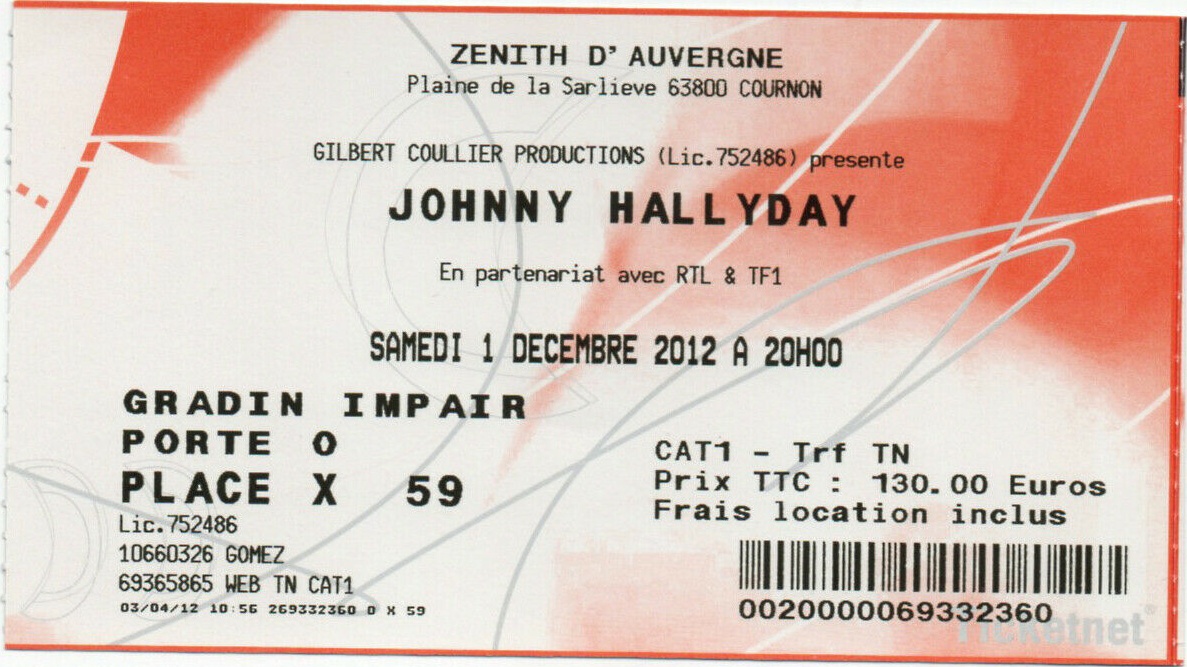 ZENITH D' AUVERGNE
Plaine de la Sarlieve 63800 COURNON
GILBERT COULLIER PRODUCTIONS (Lic.752486) presente
JOHNNY HALLYDAY
En partenariat avec RTL & TF1
SAMEDI 1 DECEMBRE 2012 A 20H00
GRADIN IMPAIR
PORTE O
PLACE X 59
Lic.752486
10660326 GOMEZ
69365865 WEB TN CAT1
03/04/12 10:56 269332360 0 X 59
CAT1 - Trf TN
Prix TTC : 130.00 Euros
Frais location inclus
00200000069332360
Ticketnet®